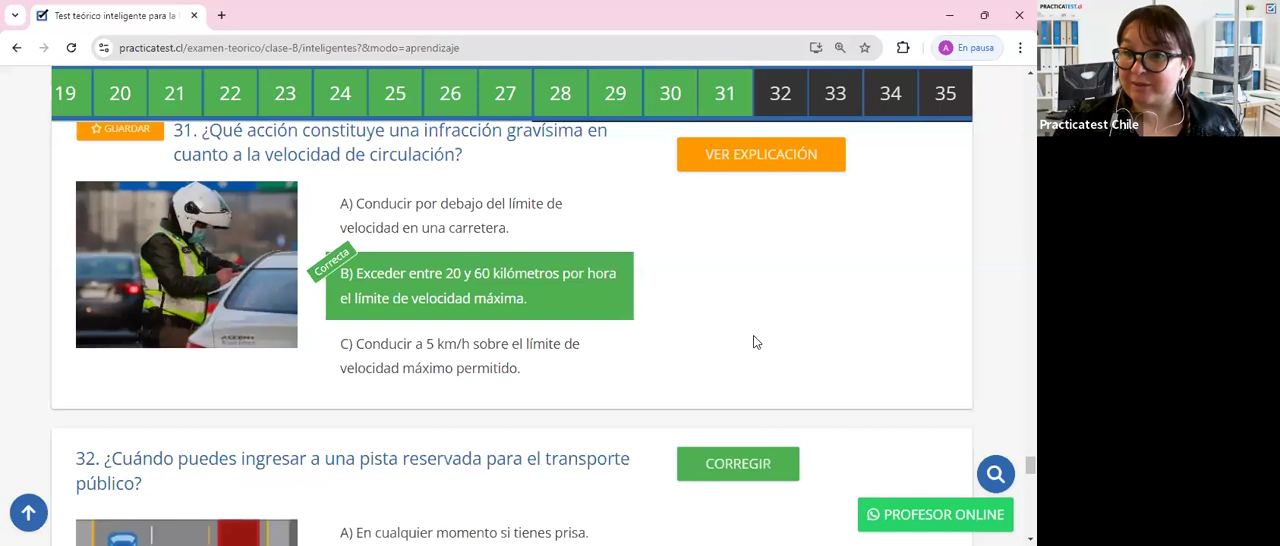 Test teórico inteligente para la
practicatest.cl/examen-teorico/clase-B/inteligentes?&modo=aprendizaje
A
En pausa
PRACTICATEST.cl
19 20 21 22 23 24 25 26 27 28 29 30 31 32 33 34 35
Practicatest Chile
GUARDAR
31. ¿Qué acción constituye una infracción gravísima en
cuanto a la velocidad de circulación?
VER EXPLICACIÓN
A) Conducir por debajo del límite de
velocidad en una carretera.
Correcta
B) Exceder entre 20 y 60 kilómetros por hora
el límite de velocidad máxima.
C) Conducir a 5 km/h sobre el límite de
velocidad máximo permitido.
32. ¿Cuándo puedes ingresar a una pista reservada para el transporte
público?
CORREGIR
A) En cualquier momento si tienes prisa.
PROFESOR ONLINE